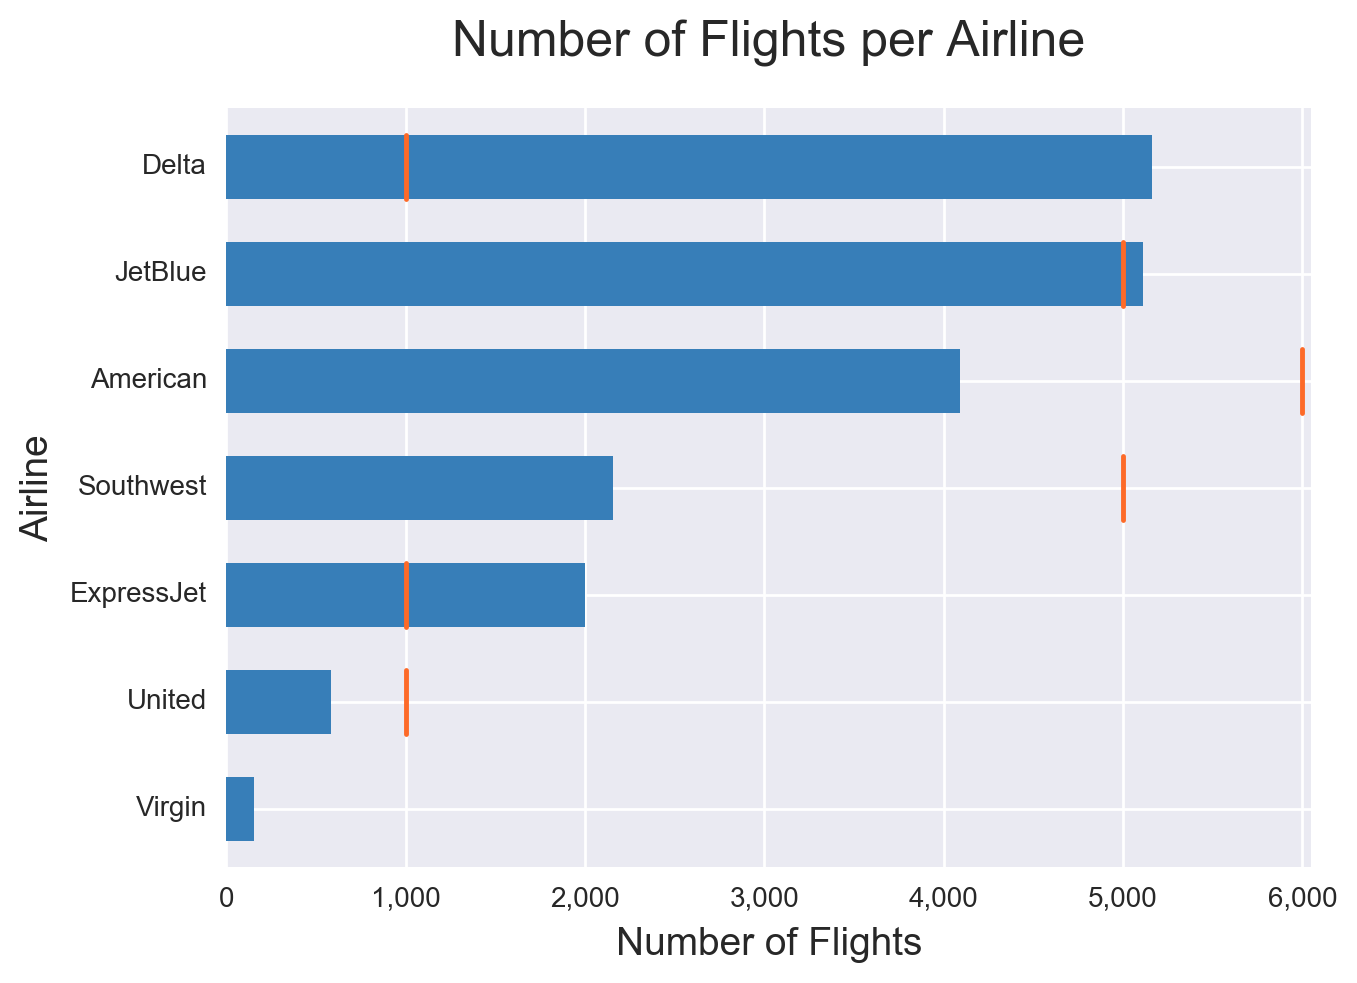 Number of Flights per Airline
Airline
Delta
JetBlue
American
Southwest
ExpressJet
United
Virgin
0 1,000 2,000 3,000 4,000 5,000 6,000
Number of Flights